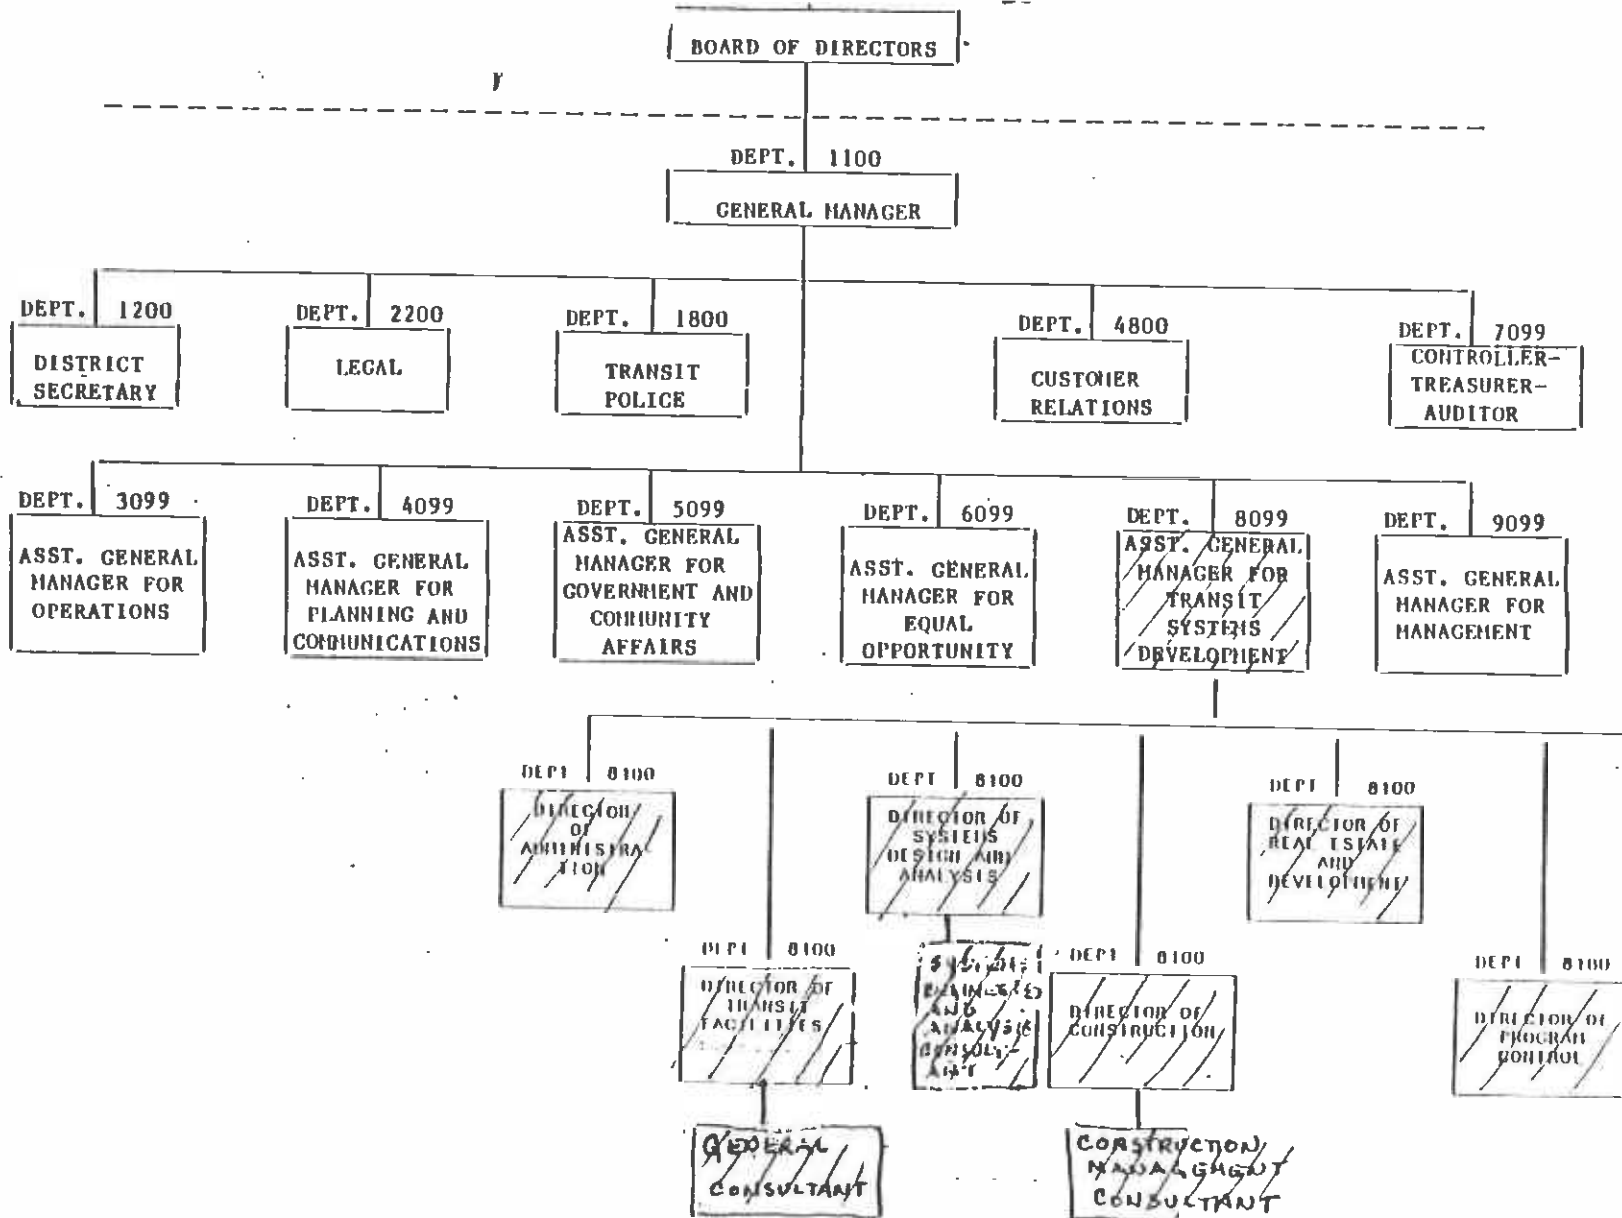 BOARD OF DIRECTORS
DEPT. 1100
GENERAL MANAGER
DEPT. 1200
DISTRICT
SECRETARY
DEPT. 2200
LEGAL
DEPT. 1800
TRANSIT
POLICE
DEPT. 4800
CUSTOMER
RELATIONS
DEPT. 7099
CONTROLLER-
TREASURER-
AUDITOR
DEPT. 3099
ASST. GENERAL
MANAGER FOR
OPERATIONS
DEPT. 4099
ASST. GENERAL
MANAGER FOR
PLANNING AND
COMMUNICATIONS
DEPT. 5099
ASST. GENERAL
MANAGER FOR
GOVERNMENT AND
COMMUNITY
AFFAIRS
DEPT. 6099
ASST. GENERAL
MANAGER FOR
EQUAL
OPPORTUNITY
DEPT. 8099
ASST. GENERAL
MANAGER FOR
TRANSIT
SYSTEMS
DEVELOPMENT
DEPT. 9099
ASST. GENERAL
MANAGER FOR
MANAGEMENT
DEPT 8100
DIRECTOR
OF
ADMINISTRA-
TION
DEPT 8100
DIRECTOR OF
SYSTEMS
DESIGN AND
ANALYSIS
DEPT 8100
DIRECTOR OF
REAL ESTATE
AND
DEVELOPMENT
DEPT 8100
DIRECTOR OF
TRANSIT
FACILITIES
AND
ANALYSIS
CONSULT-
ANT
DEPT 8100
DIRECTOR OF
CONSTRUCTION
DEPT 8100
DIRECTOR OF
PROGRAM
CONTROL
GENERAL
CONSULTANT
CONSTRUCTION
MANAGEMENT
CONSULTANT